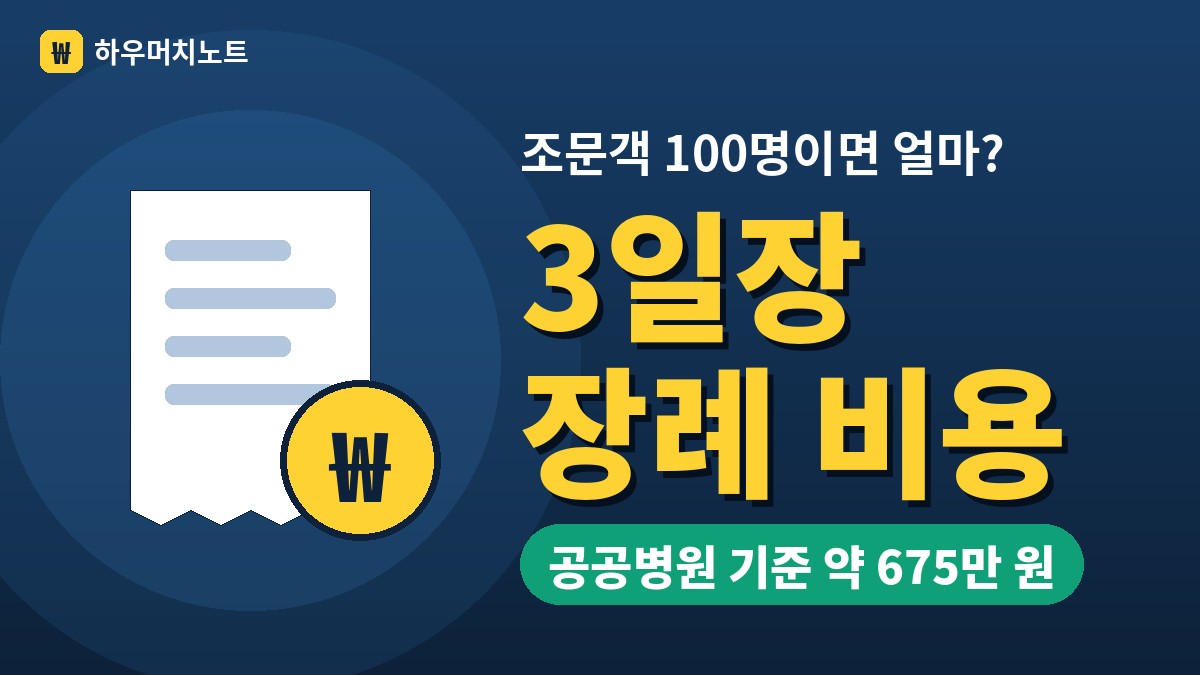 ₩ 하우머치노트
조문객 100명이면 얼마?
3일장
장례 비용
₩
공공병원 기준 약 675만 원